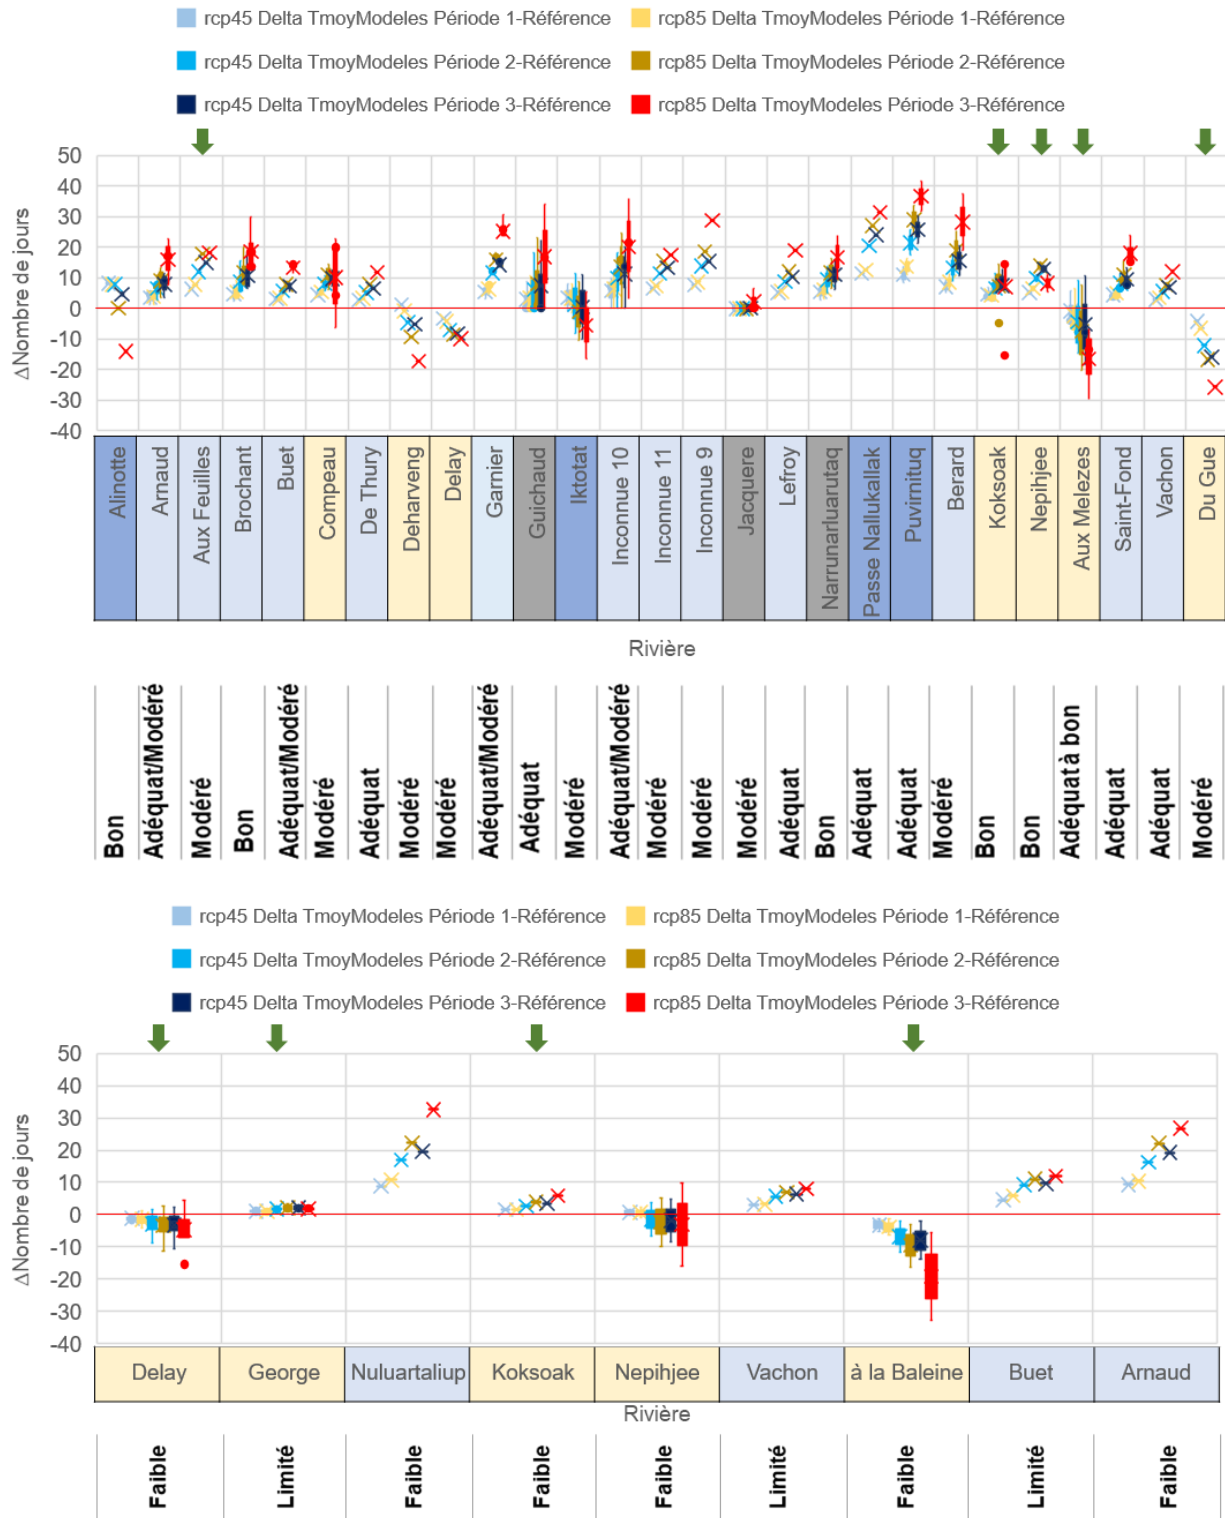 rcp45 Delta TmoyModeles Période 1-Référence
rcp85 Delta TmoyModeles Période 1-Référence
rcp45 Delta TmoyModeles Période 2-Référence
rcp85 Delta TmoyModeles Période 2-Référence
rcp45 Delta TmoyModeles Période 3-Référence
rcp85 Delta TmoyModeles Période 3-Référence
ΔNombre de jours
50
40
30
20
10
0
-10
-20
-30
-40
Alinotte
Arnaud
Aux Feuilles
Brochant
Buet
Compeau
De Thury
Deharveng
Delay
Garnier
Guichaud
Iktotat
Inconnue 10
Inconnue 11
Inconnue 9
Jacquere
Lefroy
Narrunarluarutaq
Passe Nallukallak
Puvirnituq
Berard
Koksoak
Nepihjee
Aux Melezes
Saint-Fond
Vachon
Du Gue
Rivière
Bon
Adéquat/Modéré
Modéré
Bon
Adéquat/Modéré
Modéré
Adéquat
Modéré
Modéré
Adéquat/Modéré
Adéquat
Modéré
Adéquat/Modéré
Modéré
Modéré
Modéré
Adéquat
Bon
Adéquat
Adéquat
Modéré
Bon
Bon
Adéquat à bon
Adéquat
Adéquat
Modéré
rcp45 Delta TmoyModeles Période 1-Référence
rcp85 Delta TmoyModeles Période 1-Référence
rcp45 Delta TmoyModeles Période 2-Référence
rcp85 Delta TmoyModeles Période 2-Référence
rcp45 Delta TmoyModeles Période 3-Référence
rcp85 Delta TmoyModeles Période 3-Référence
ΔNombre de jours
50
40
30
20
10
0
-10
-20
-30
-40
Delay
George
Nuluartaliup
Koksoak
Nepihjee
Vachon
à la Baleine
Buet
Arnaud
Rivière
Faible
Limité
Faible
Faible
Faible
Limité
Faible
Limité
Faible